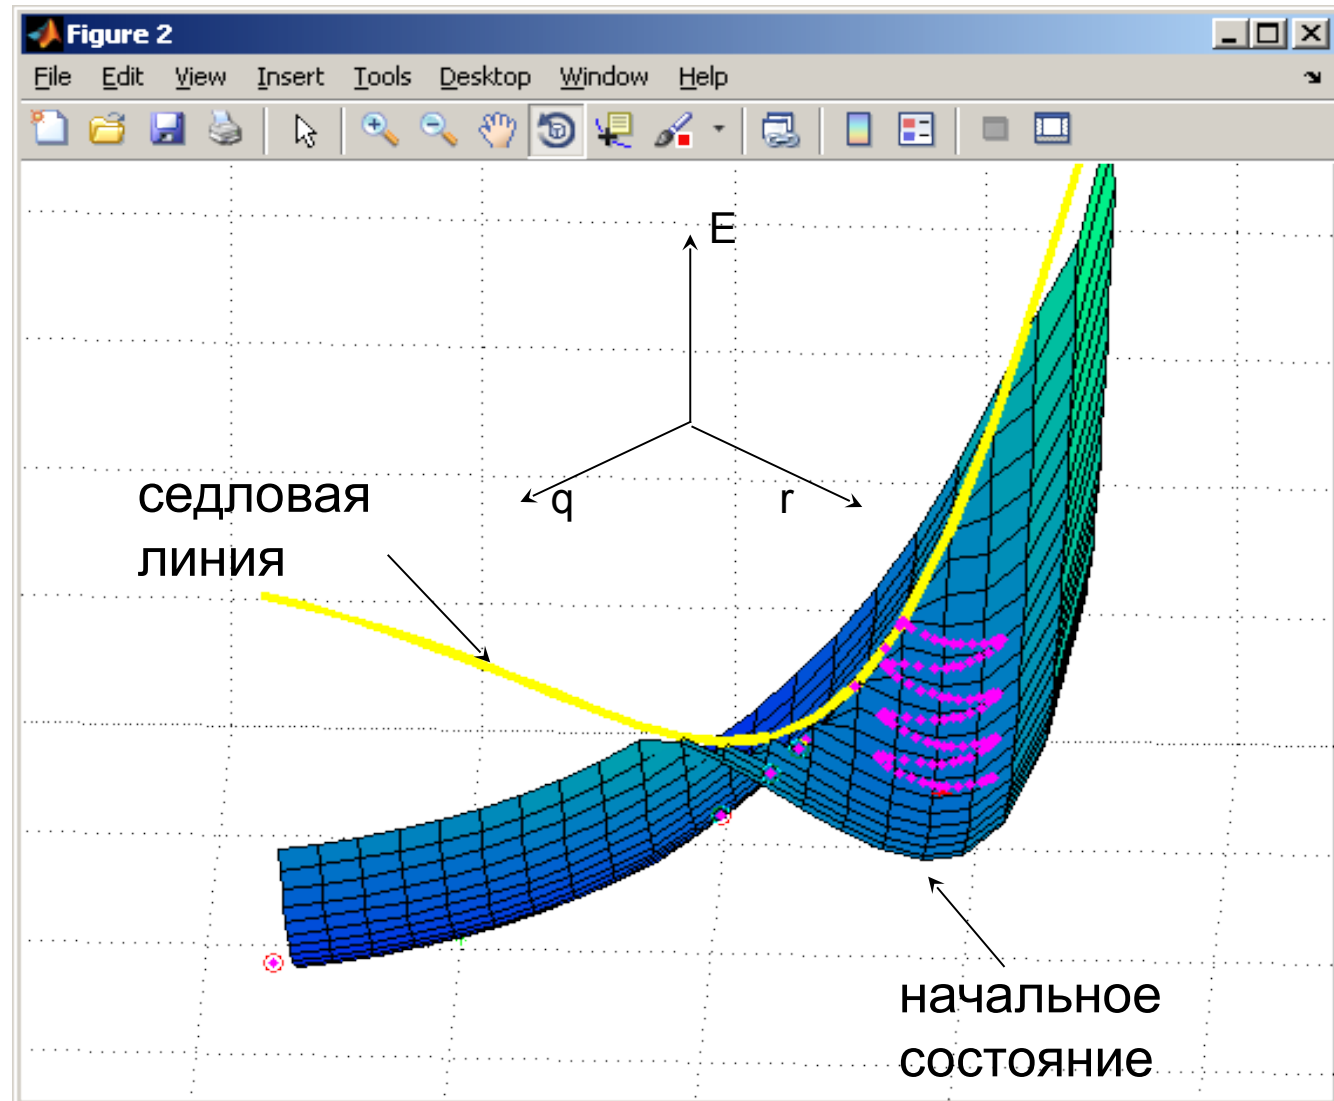 Figure 2
File Edit View Insert Tools Desktop Window Help
E
q
r
седловая
линия
начальное
состояние